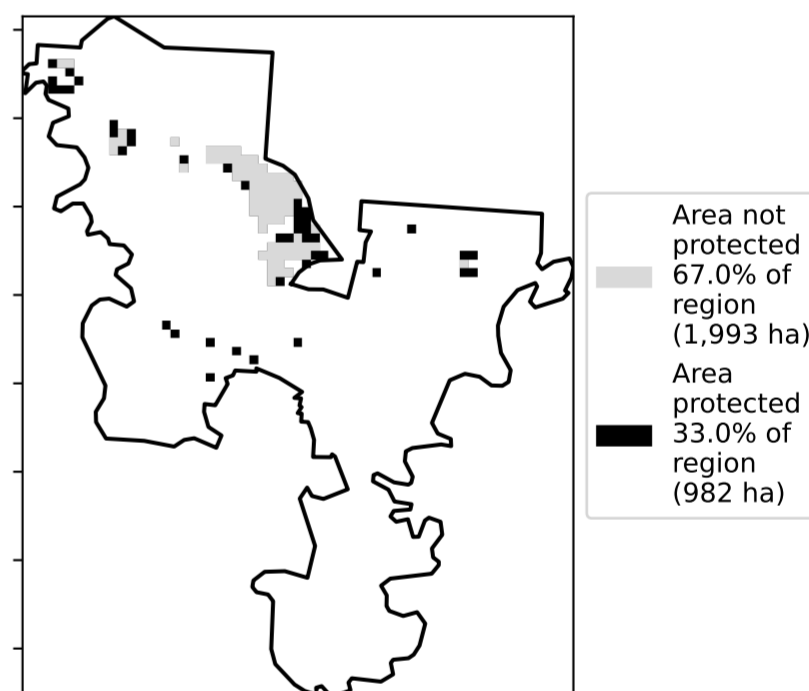 Area not
protected
67.0% of
region
(1,993 ha)
Area
protected
33.0% of
region
(982 ha)